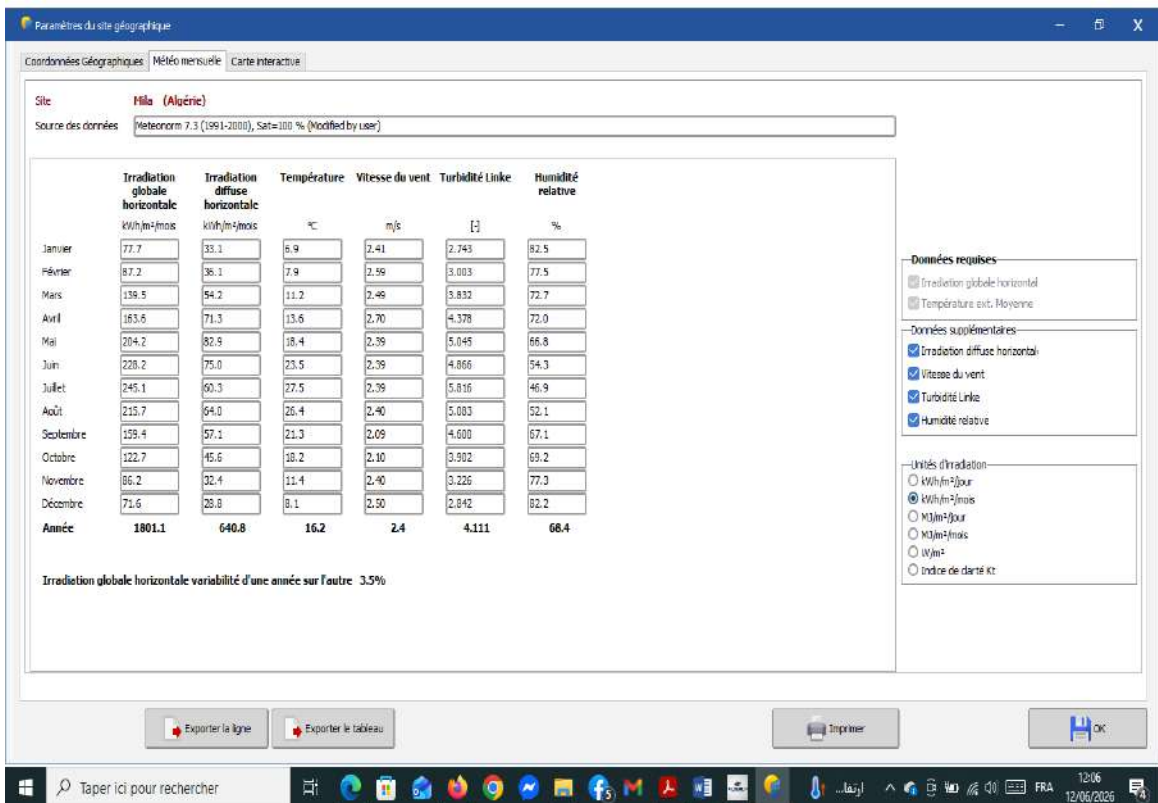 Paramètres du site géographique
Coordonnées Géographiques Météo mensuelle Carte interactive
Site Mila (Algérie)
Source des données Meteonorm 7.3 (1991-2000), Sat=100 % (Modified by user)
Irradiation globale horizontale Irradiation diffuse horizontale Température Vitesse du vent Turbidité Linke Humidité relative
kWh/m²/mois kWh/m²/mois °C m/s [-] %
Janvier 77.7 33.1 6.9 2.41 2.743 82.5
Février 87.2 36.1 7.9 2.59 3.003 77.5
Mars 139.5 54.2 11.2 2.49 3.832 72.7
Avril 163.6 71.3 13.6 2.70 4.378 72.0
Mai 204.2 82.9 18.4 2.39 5.045 66.8
Juin 228.2 75.0 23.5 2.39 4.866 54.3
Juillet 245.1 60.3 27.5 2.39 5.816 46.9
Août 215.7 64.0 26.4 2.40 5.083 52.1
Septembre 159.4 57.1 21.3 2.09 4.600 67.1
Octobre 122.7 45.6 18.2 2.10 3.902 69.2
Novembre 86.2 32.4 11.4 2.40 3.226 77.3
Décembre 71.6 28.8 8.1 2.50 2.842 82.2
Année 1801.1 640.8 16.2 2.4 4.111 68.4
Irradiation globale horizontale variabilité d'une année sur l'autre 3.5%
Données requises
Irradiation globale horizontal
Température ext. Moyenne
Données supplémentaires
Irradiation diffuse horizontal
Vitesse du vent
Turbidité Linke
Humidité relative
Unités d'irradiation
kWh/m²/jour
kWh/m²/mois
MJ/m²/jour
MJ/m²/mois
W/m²
Indice de clarté Kt
Exporter la ligne Exporter le tableau Imprimer OK
Taper ici pour rechercher ارتفا... FRA 12:06
12/06/2026